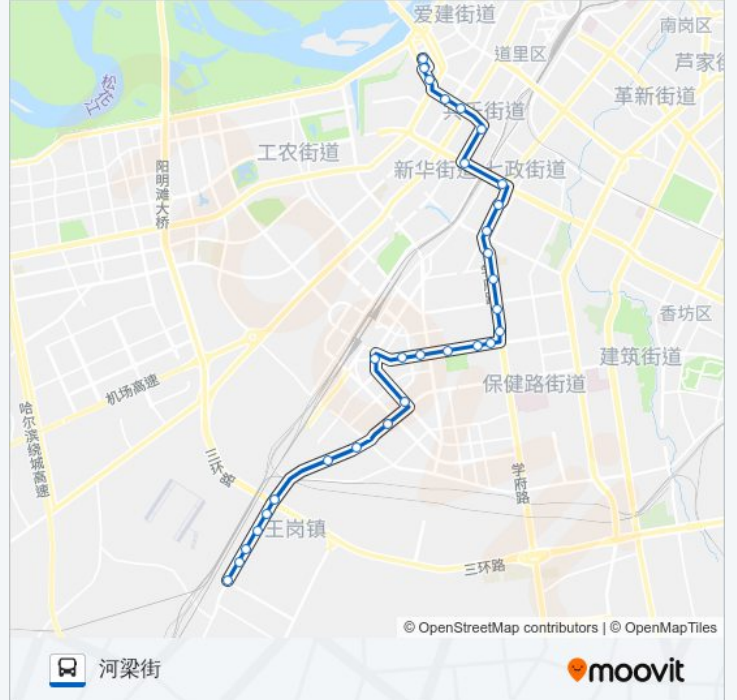 爱建街道
南岗区
道里区
芦家街
革新街道
松花江
共乐街道
工农街道
新华街道
七政街道
阳明滩大桥
香坊区
建筑街道
保健路街道
机场高速
哈尔滨绕城高速
三环路
学府路
王岗镇
三环路
© OpenStreetMap contributors | © OpenMapTiles
河梁街
moovit